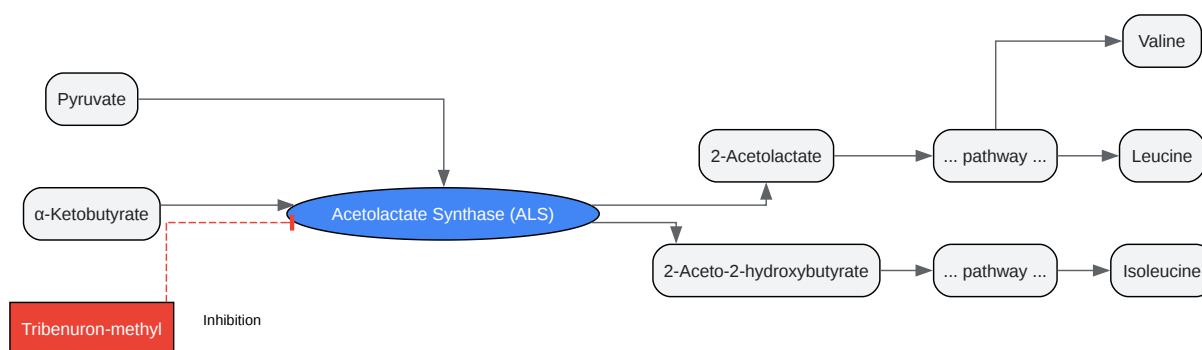 Valine
Pyruvate
2-Acetolactate
... pathway ...
Leucine
α-Ketobutyrate
Acetolactate Synthase (ALS)
2-Aceto-2-hydroxybutyrate
... pathway ...
Isoleucine
Tribenuron-methyl
Inhibition